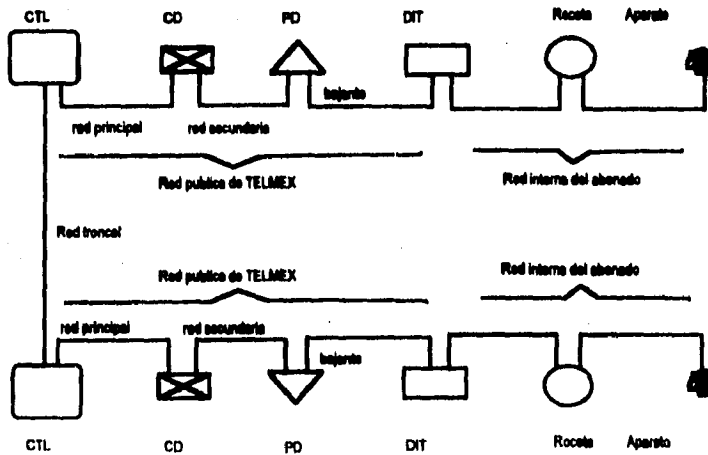 CTL CD PD DIT Roceta Aparato
bajante
red principal red secundaria
Red publica de TELMEX Red interna del abonado
Red troncal
Red publica de TELMEX Red interna del abonado
red principal red secundaria
bajante
CTL CD PD DIT Roceta Aparato